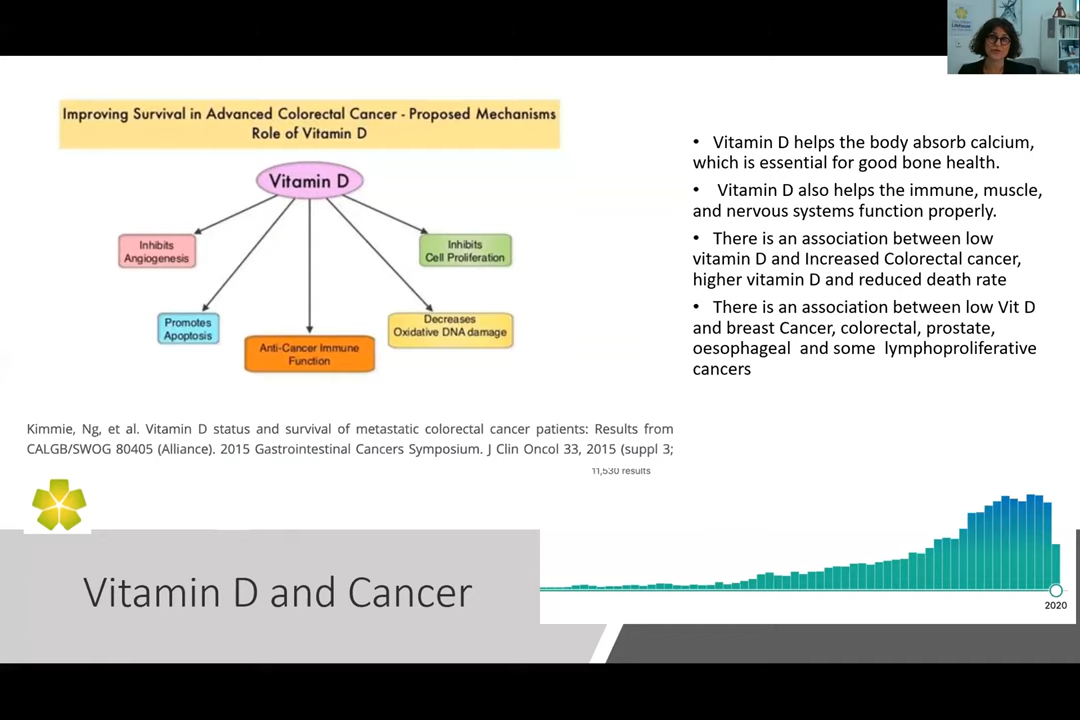 Improving Survival in Advanced Colorectal Cancer - Proposed Mechanisms
Role of Vitamin D
Vitamin D
Inhibits
Angiogenesis
Inhibits
Cell Proliferation
Promotes
Apoptosis
Anti-Cancer Immune
Function
Decreases
Oxidative DNA damage
• Vitamin D helps the body absorb calcium,
which is essential for good bone health.
• Vitamin D also helps the immune, muscle,
and nervous systems function properly.
• There is an association between low
vitamin D and Increased Colorectal cancer,
higher vitamin D and reduced death rate
• There is an association between low Vit D
and breast Cancer, colorectal, prostate,
oesophageal and some lymphoproliferative
cancers
Kimmie, Ng, et al. Vitamin D status and survival of metastatic colorectal cancer patients: Results from
CALGB/SWOG 80405 (Alliance). 2015 Gastrointestinal Cancers Symposium. J Clin Oncol 33, 2015 (suppl 3;
11,530 results
Vitamin D and Cancer
2020